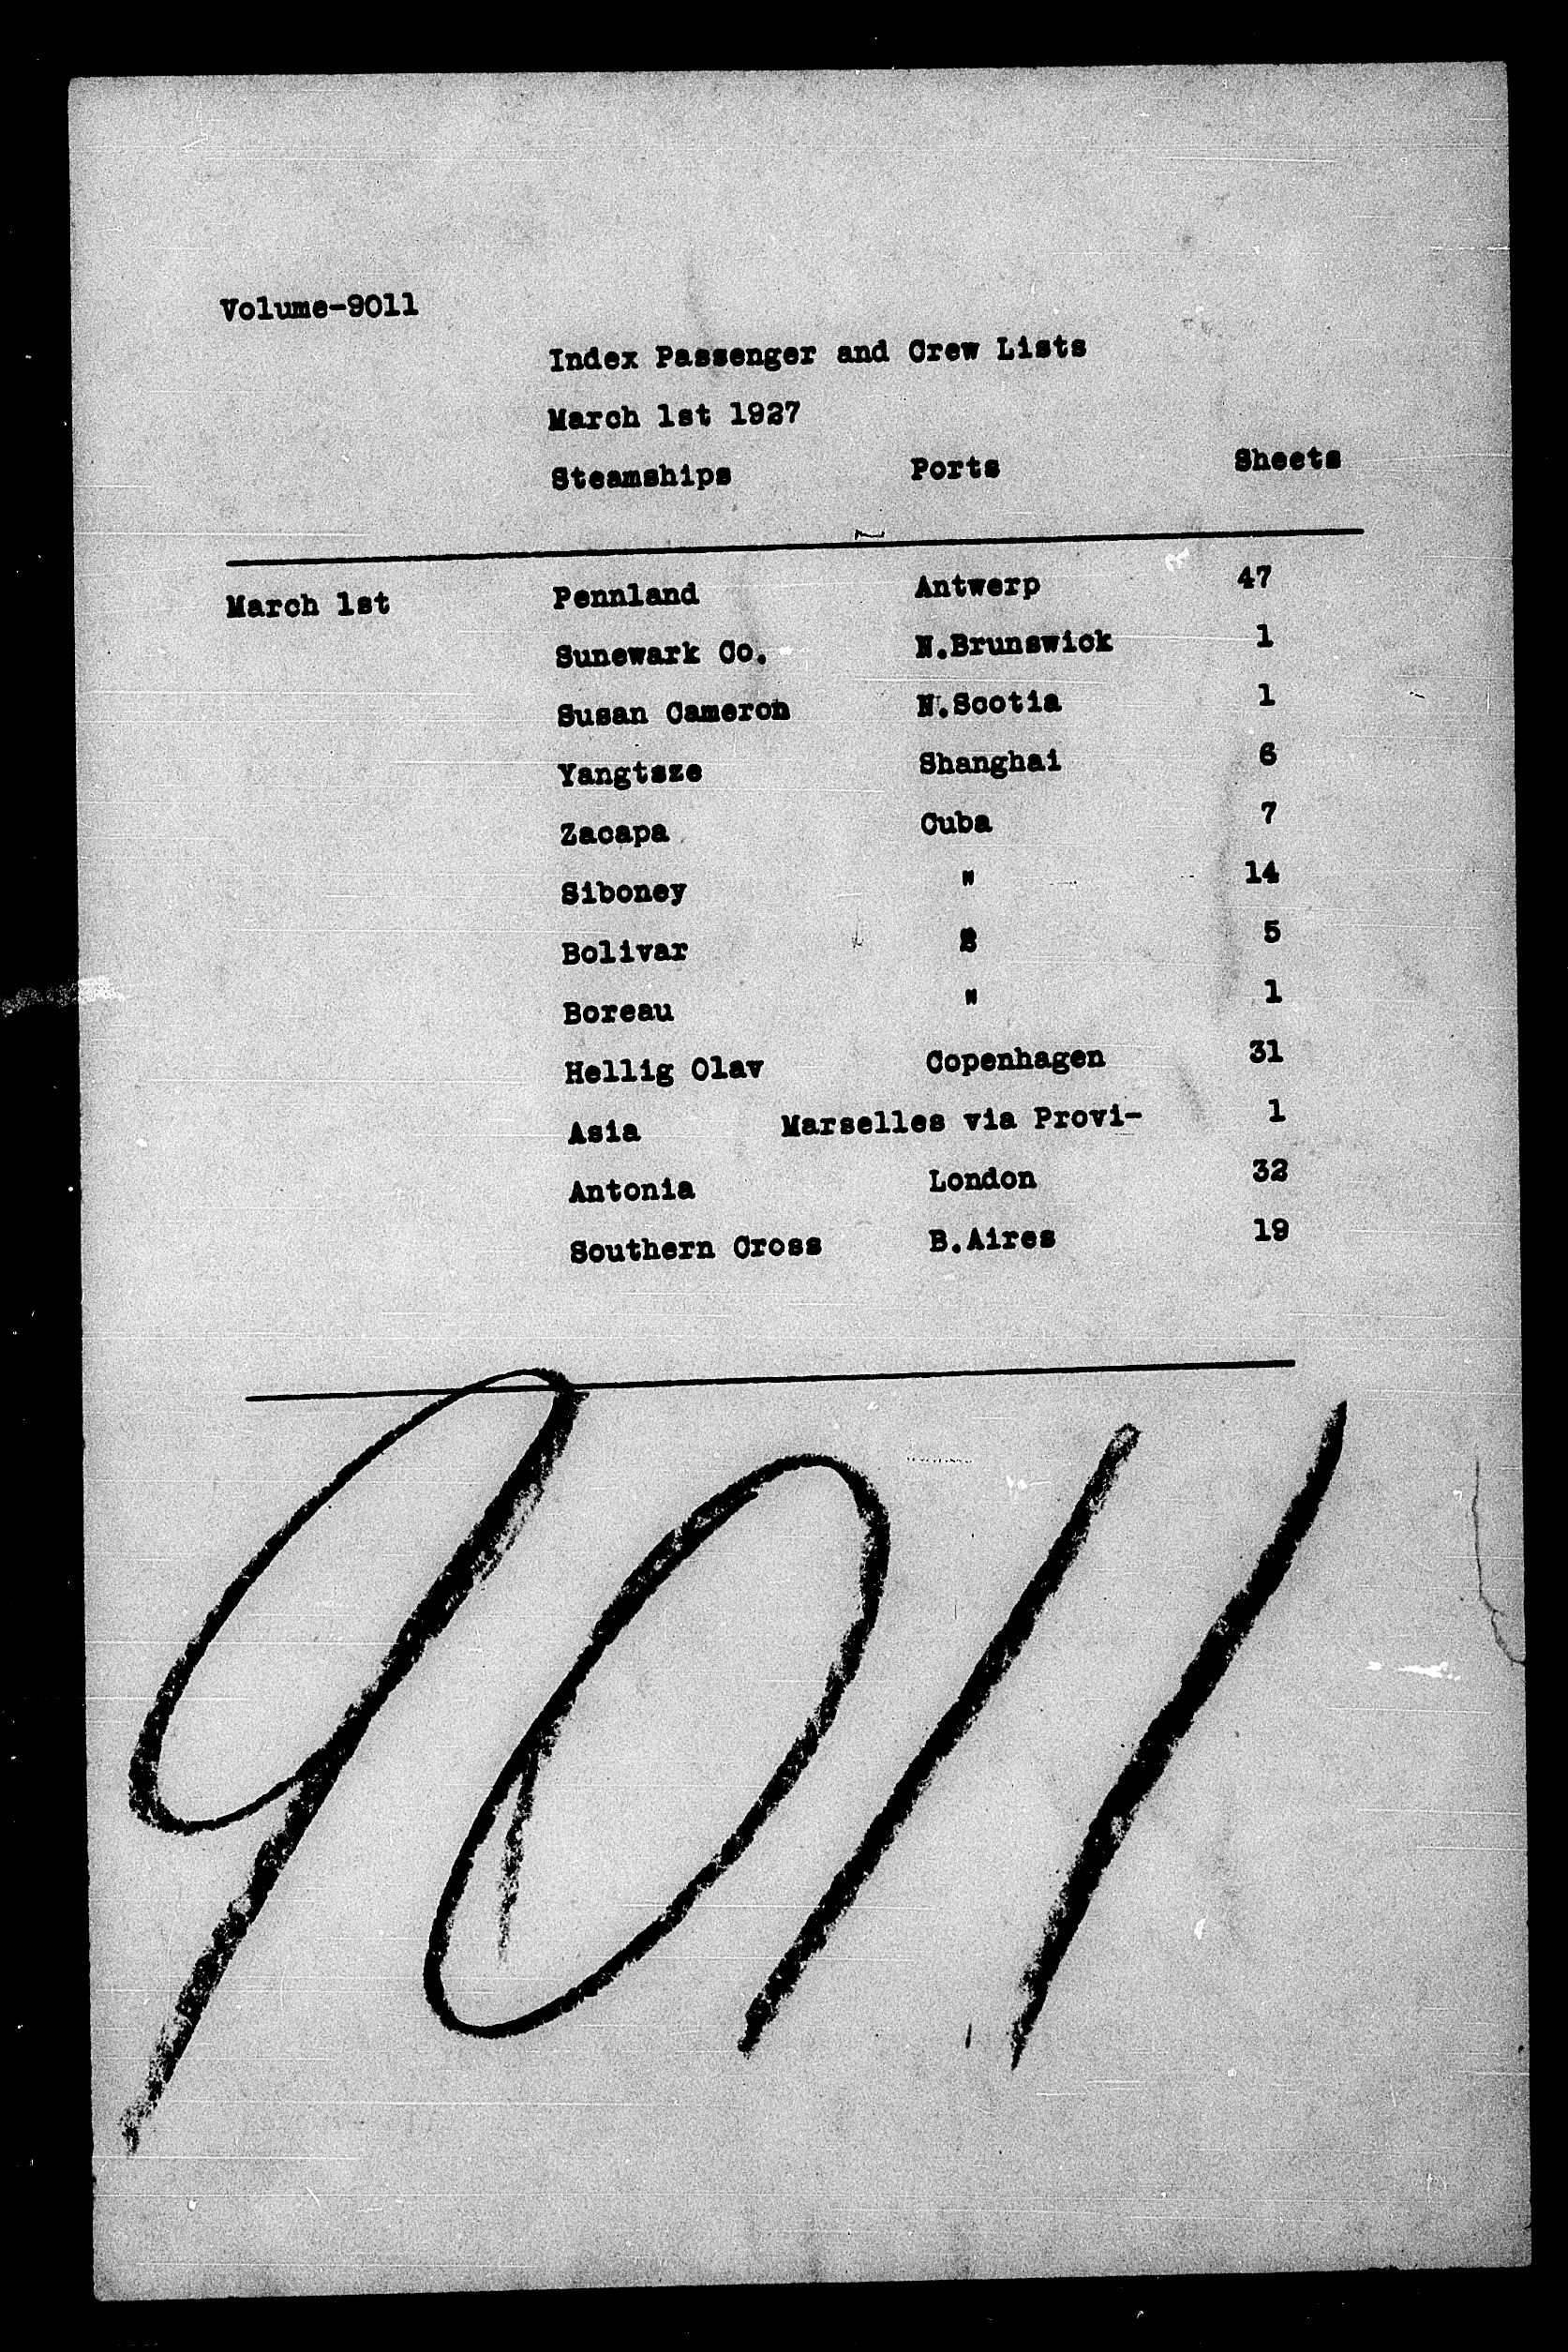 Volume-9011
Index Passenger and Crew Lists
March 1st 1927
Steamships Ports Sheets
March 1st Pennland Antwerp 47
Sunewark Co. N.Brunswick 1
Susan Cameron N.Scotia 1
Yangtsze Shanghai 6
Zacapa Cuba 7
Siboney " 14
Bolivar " 5
Boreau " 1
Hellig Olav Copenhagen 31
Asia Marselles via Provi- 1
Antonia London 32
Southern Cross B.Aires 19
9011